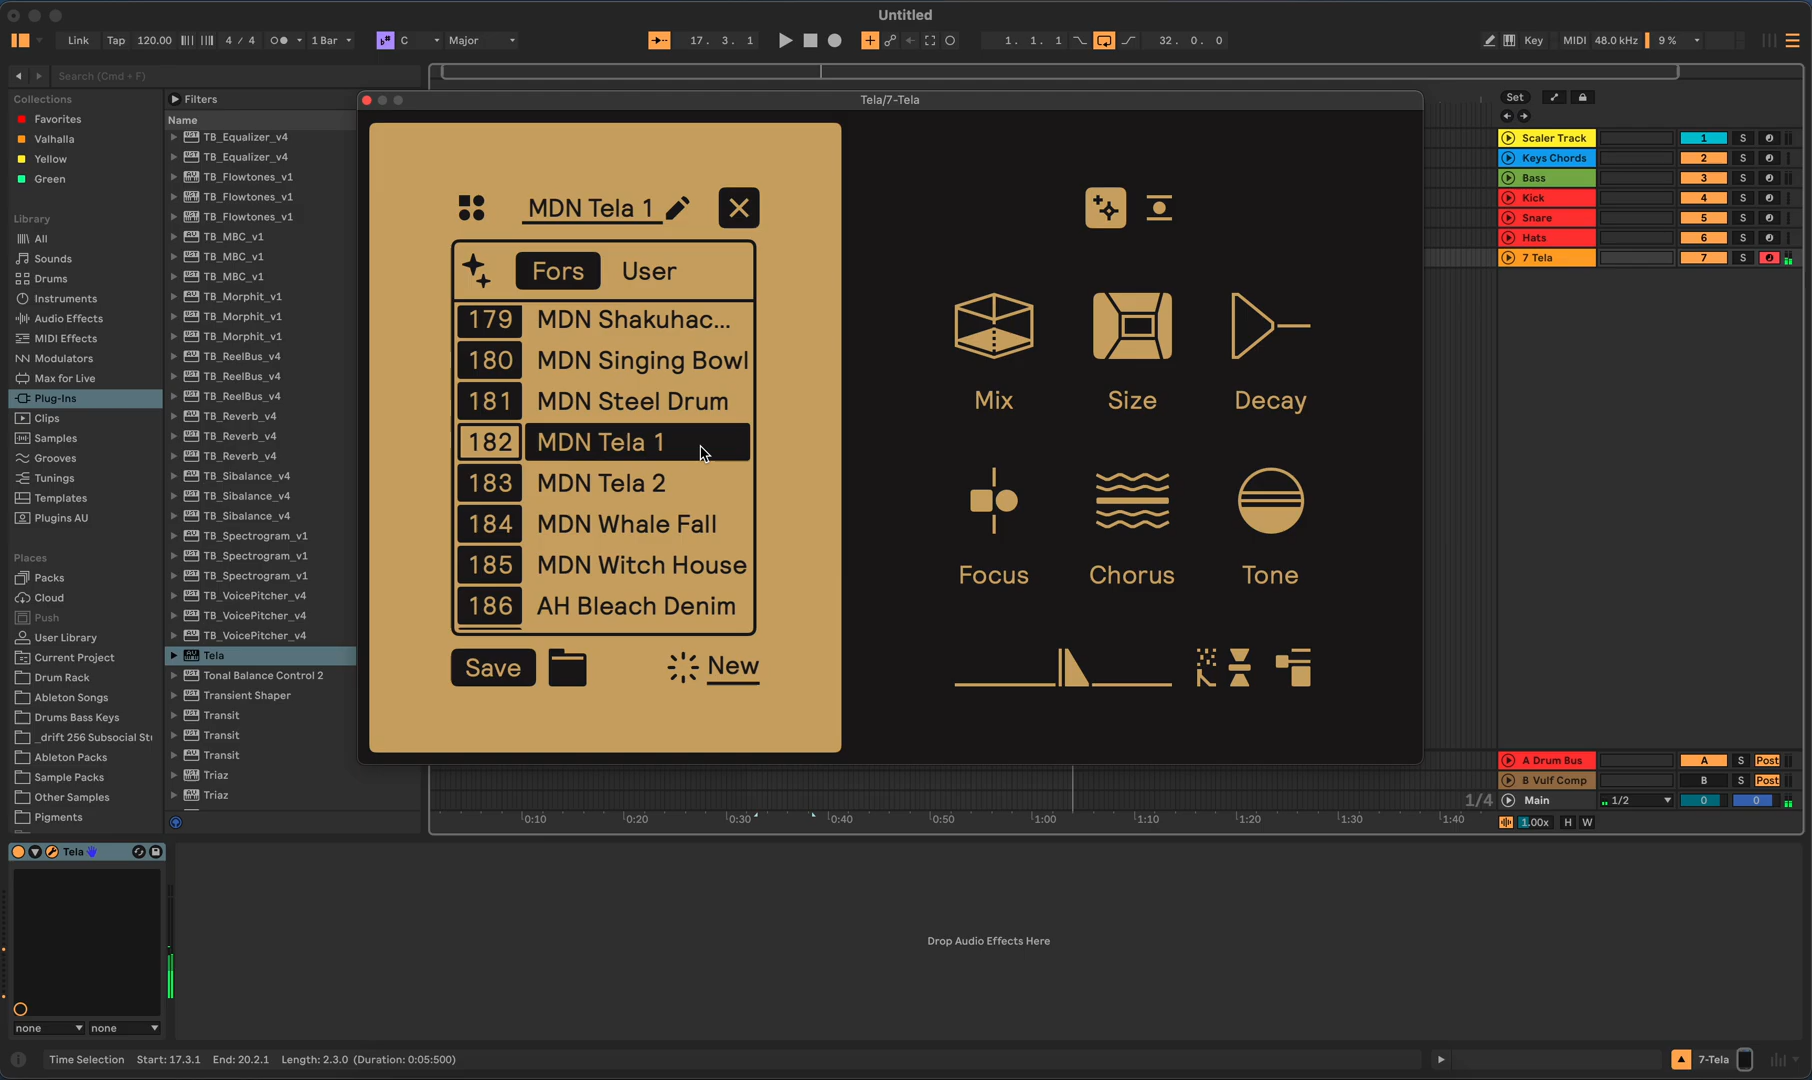 Untitled
Link Tap 120.00 4 / 4 1 Bar C Major 17. 3. 1 1. 1. 1 32. 0. 0 Key MIDI 48.0 kHz 9 %
Search (Cmd + F)
Collections
Favorites
Valhalla
Yellow
Green
Library
All
Sounds
Drums
Instruments
Audio Effects
MIDI Effects
Modulators
Max for Live
Plug-Ins
Clips
Samples
Grooves
Tunings
Templates
Plugins AU
Places
Packs
Cloud
Push
User Library
Current Project
Drum Rack
Ableton Songs
Drums Bass Keys
_drift 256 Subsocial Stu
Ableton Packs
Sample Packs
Other Samples
Pigments
Filters
Name
TB_Equalizer_v4
TB_Equalizer_v4
TB_Flowtones_v1
TB_Flowtones_v1
TB_Flowtones_v1
TB_MBC_v1
TB_MBC_v1
TB_MBC_v1
TB_Morphit_v1
TB_Morphit_v1
TB_Morphit_v1
TB_ReelBus_v4
TB_ReelBus_v4
TB_ReelBus_v4
TB_Reverb_v4
TB_Reverb_v4
TB_Reverb_v4
TB_Sibalance_v4
TB_Sibalance_v4
TB_Sibalance_v4
TB_Spectrogram_v1
TB_Spectrogram_v1
TB_Spectrogram_v1
TB_VoicePitcher_v4
TB_VoicePitcher_v4
TB_VoicePitcher_v4
Tela
Tonal Balance Control 2
Transient Shaper
Transit
Transit
Transit
Triaz
Triaz
Tela/7-Tela
MDN Tela 1
Fors User
179 MDN Shakuhac...
180 MDN Singing Bowl
181 MDN Steel Drum
182 MDN Tela 1
183 MDN Tela 2
184 MDN Whale Fall
185 MDN Witch House
186 AH Bleach Denim
Save New
Mix Size Decay
Focus Chorus Tone
Set
Scaler Track 1 S
Keys Chords 2 S
Bass 3 S
Kick 4 S
Snare 5 S
Hats 6 S
7 Tela 7 S
A Drum Bus A S Post
B Vulf Comp B S Post
1/4 Main 1/2 0 0
1.00x H W
0:10 0:20 0:30 0:40 0:50 1:00 1:10 1:20 1:30 1:40
Tela
none none
Drop Audio Effects Here
Time Selection Start: 17.3.1 End: 20.2.1 Length: 2.3.0 (Duration: 0:05:500)
7-Tela